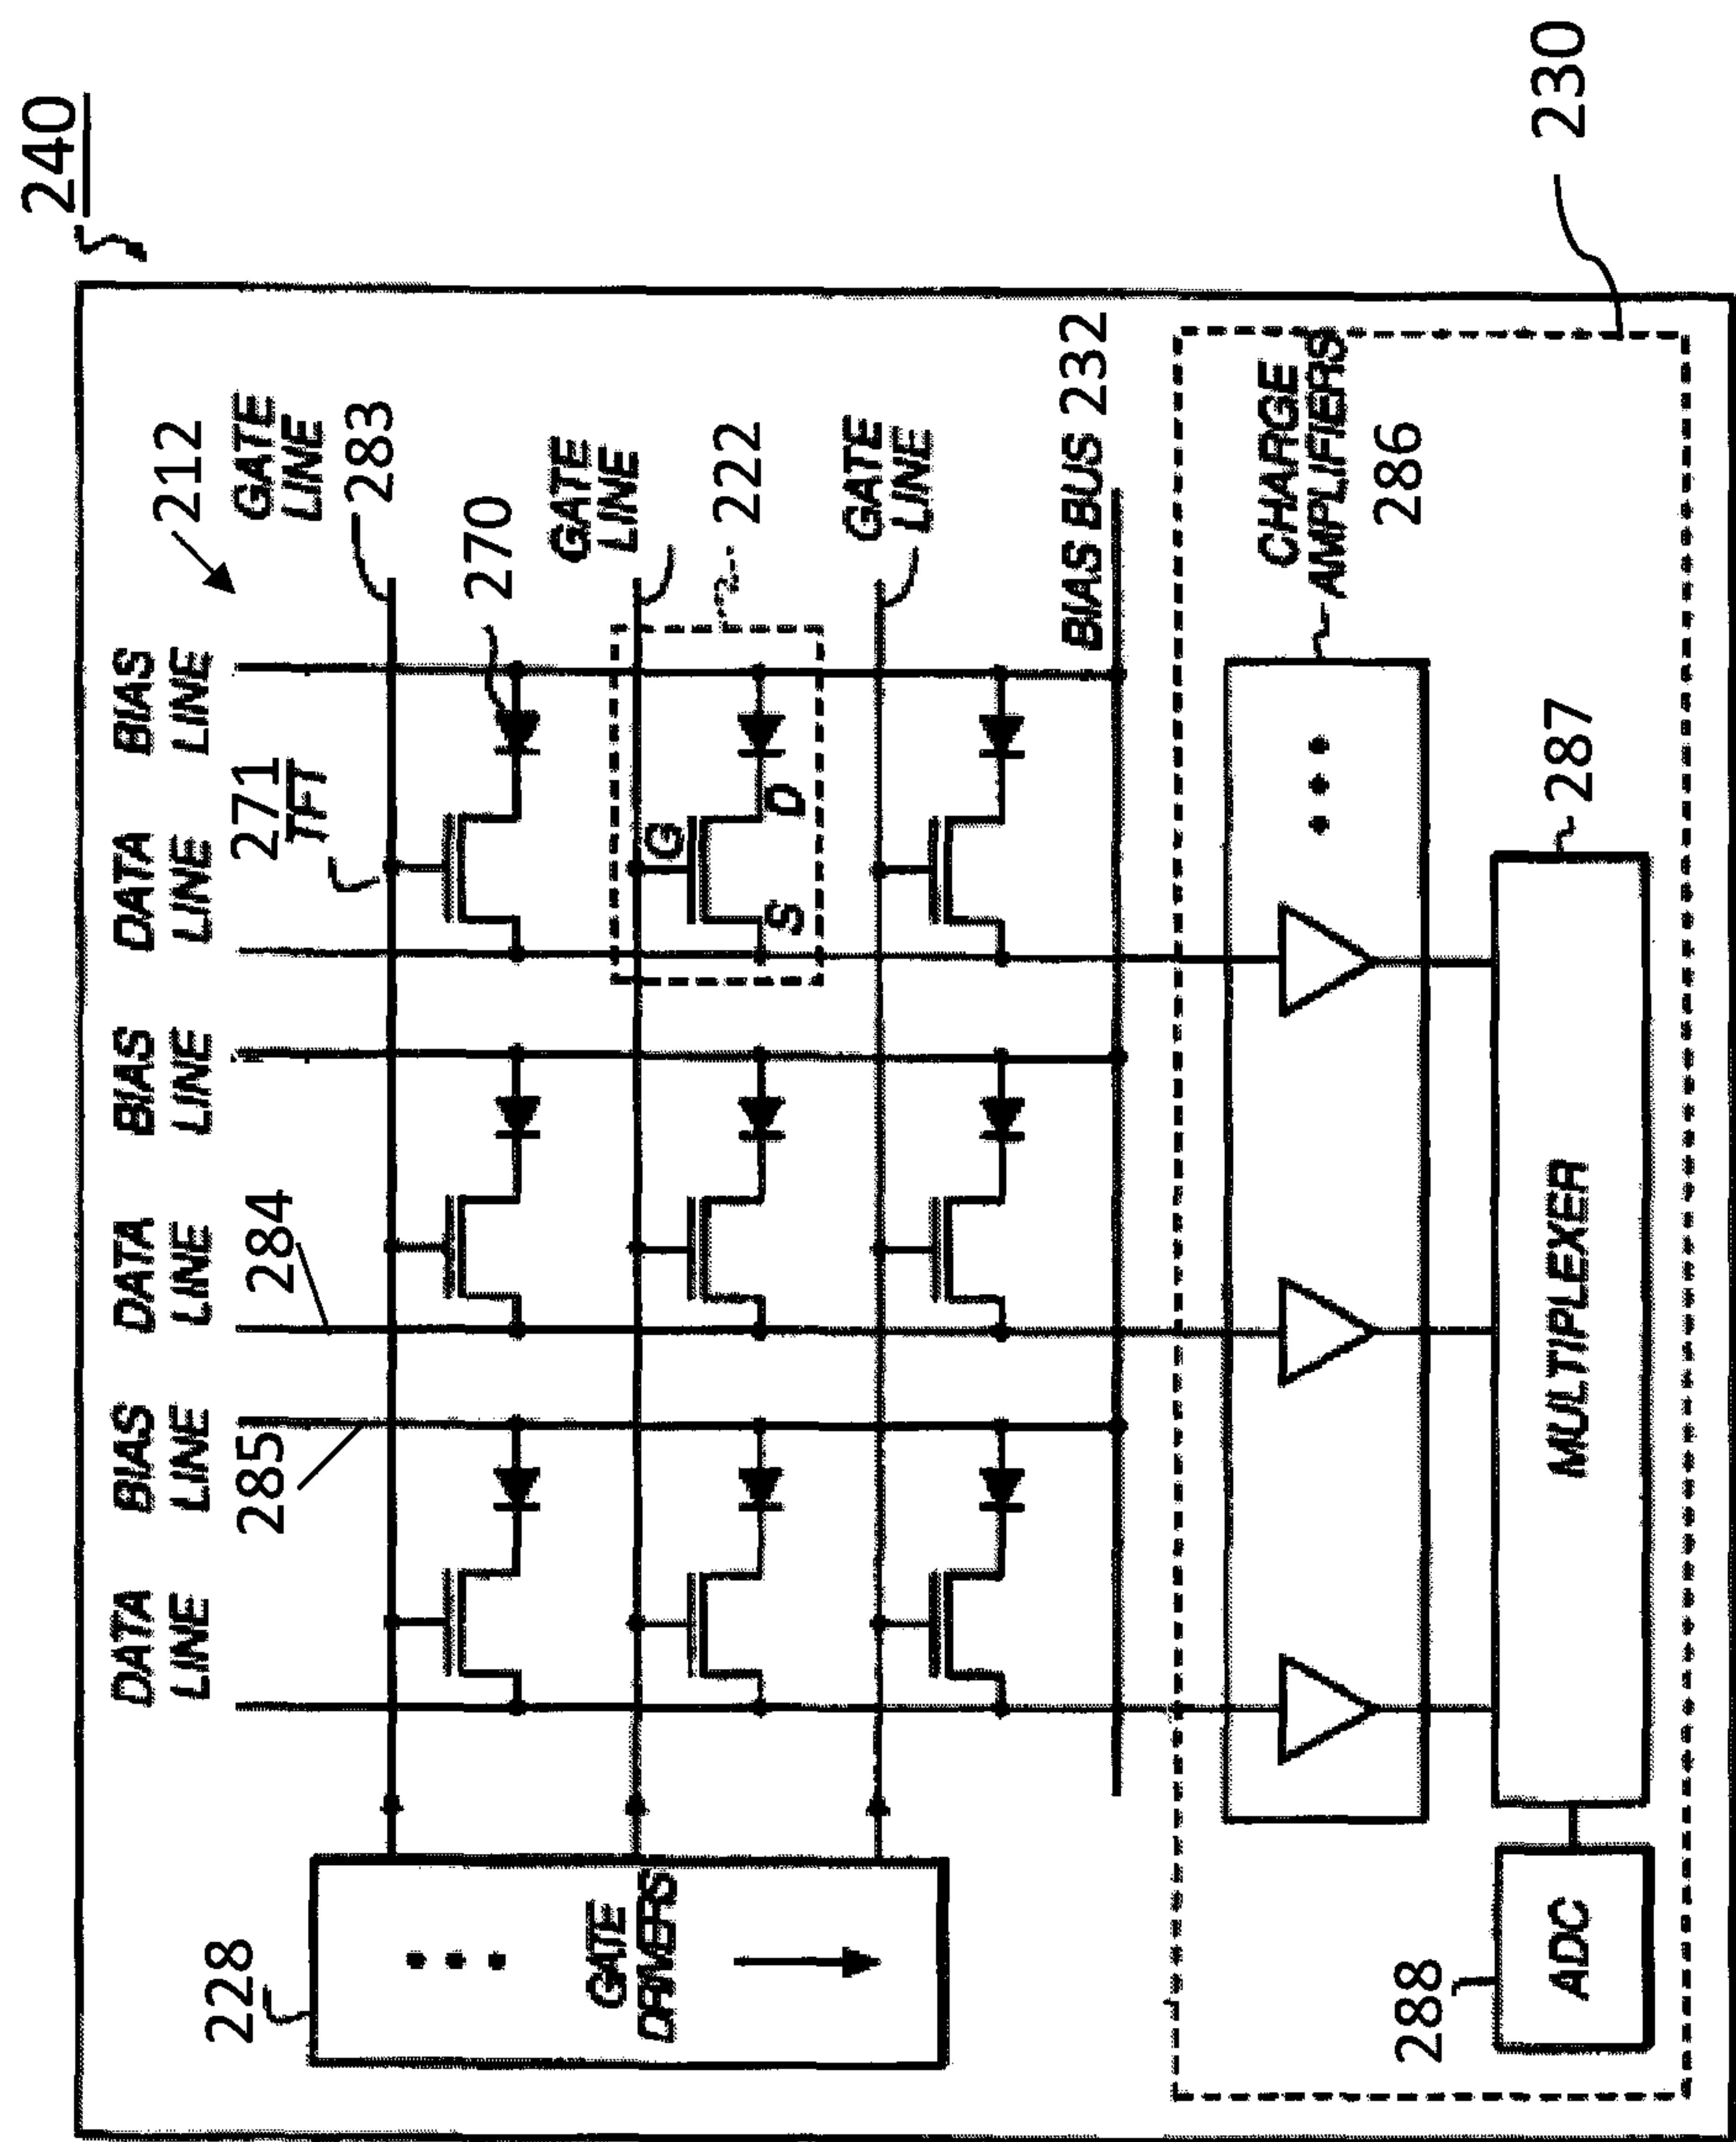 240
212
DATA
LINE
BIAS
LINE
DATA
LINE
BIAS
LINE
DATA
LINE
BIAS
LINE
GATE
LINE
283
285
284
271
TFT
270
GATE
LINE
222
G
S
D
GATE
LINE
BIAS BUS 232
228
GATE
DRIVERS
CHARGE
AMPLIFIERS
286
287
MULTIPLEXER
288
ADC
230